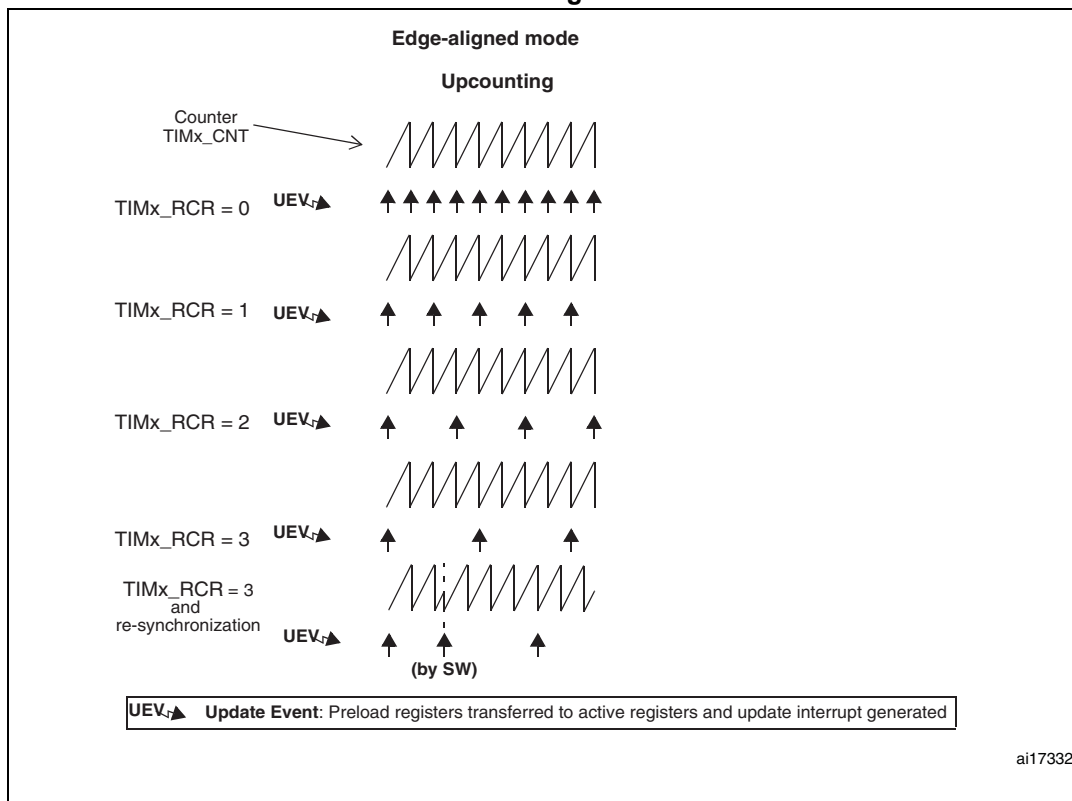 Edge-aligned mode
Upcounting
Counter
TIMx_CNT
TIMx_RCR = 0
UEV
TIMx_RCR = 1
UEV
TIMx_RCR = 2
UEV
TIMx_RCR = 3
UEV
TIMx_RCR = 3
and
re-synchronization
UEV
(by SW)
UEV Update Event: Preload registers transferred to active registers and update interrupt generated
ai17332